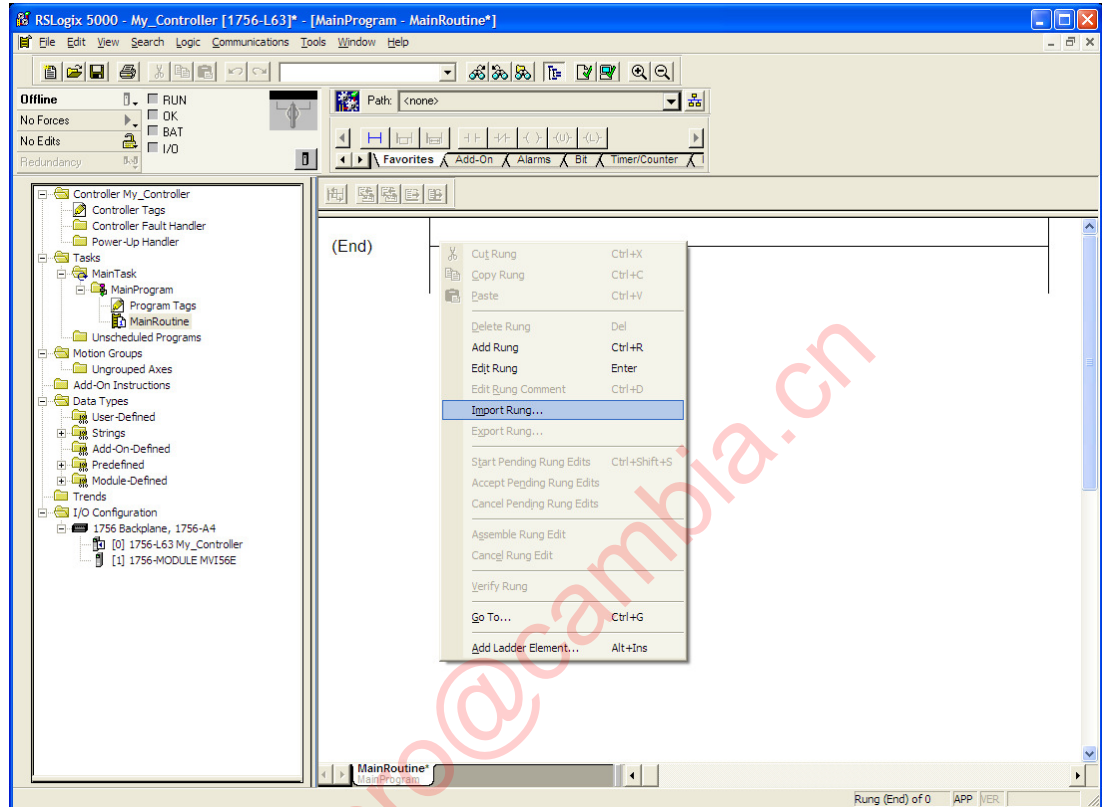 RSLogix 5000 - My_Controller [1756-L63]* - [MainProgram - MainRoutine*]
File Edit View Search Logic Communications Tools Window Help
Offline
RUN
No Forces
OK
No Edits
BAT
Redundancy
I/O
Path: <none>
Favorites Add-On Alarms Bit Timer/Counter
Controller My_Controller
Controller Tags
Controller Fault Handler
Power-Up Handler
Tasks
MainTask
MainProgram
Program Tags
MainRoutine
Unscheduled Programs
Motion Groups
Ungrouped Axes
Add-On Instructions
Data Types
User-Defined
Strings
Add-On-Defined
Predefined
Module-Defined
Trends
I/O Configuration
1756 Backplane, 1756-A4
[0] 1756-L63 My_Controller
[1] 1756-MODULE MVI56E
(End)
Cut Rung Ctrl+X
Copy Rung Ctrl+C
Paste Ctrl+V
Delete Rung Del
Add Rung Ctrl+R
Edit Rung Enter
Edit Rung Comment Ctrl+D
Import Rung...
Export Rung...
Start Pending Rung Edits Ctrl+Shift+S
Accept Pending Rung Edits
Cancel Pending Rung Edits
Assemble Rung Edit
Cancel Rung Edit
Verify Rung
Go To... Ctrl+G
Add Ladder Element... Alt+Ins
MainRoutine*
MainProgram
Rung (End) of 0 APP VER
ro@cambia.cn